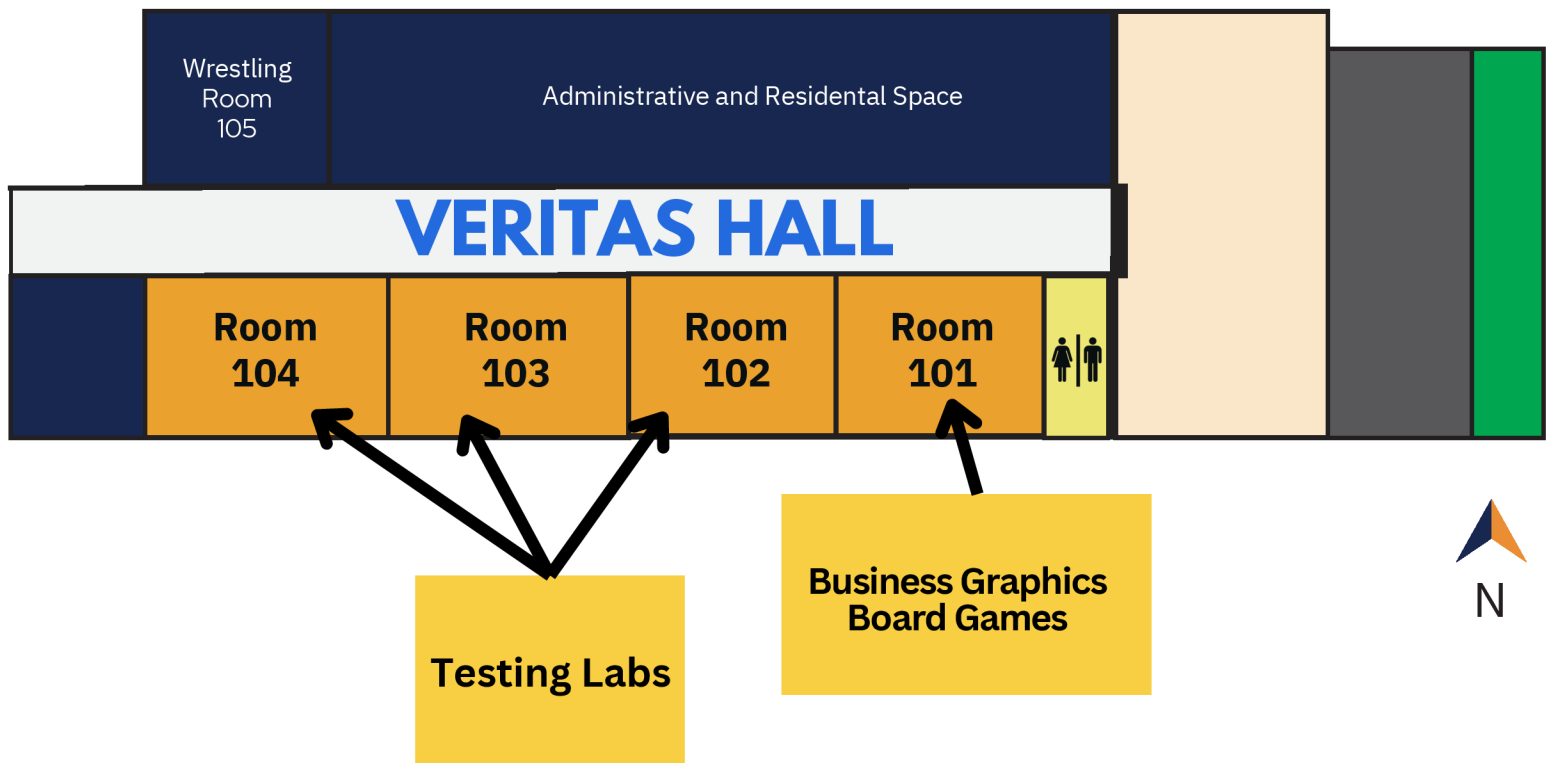 Wrestling
Room
105
Administrative and Residental Space
VERITAS HALL
Room
104
Room
103
Room
102
Room
101
Business Graphics
Board Games
Testing Labs
N